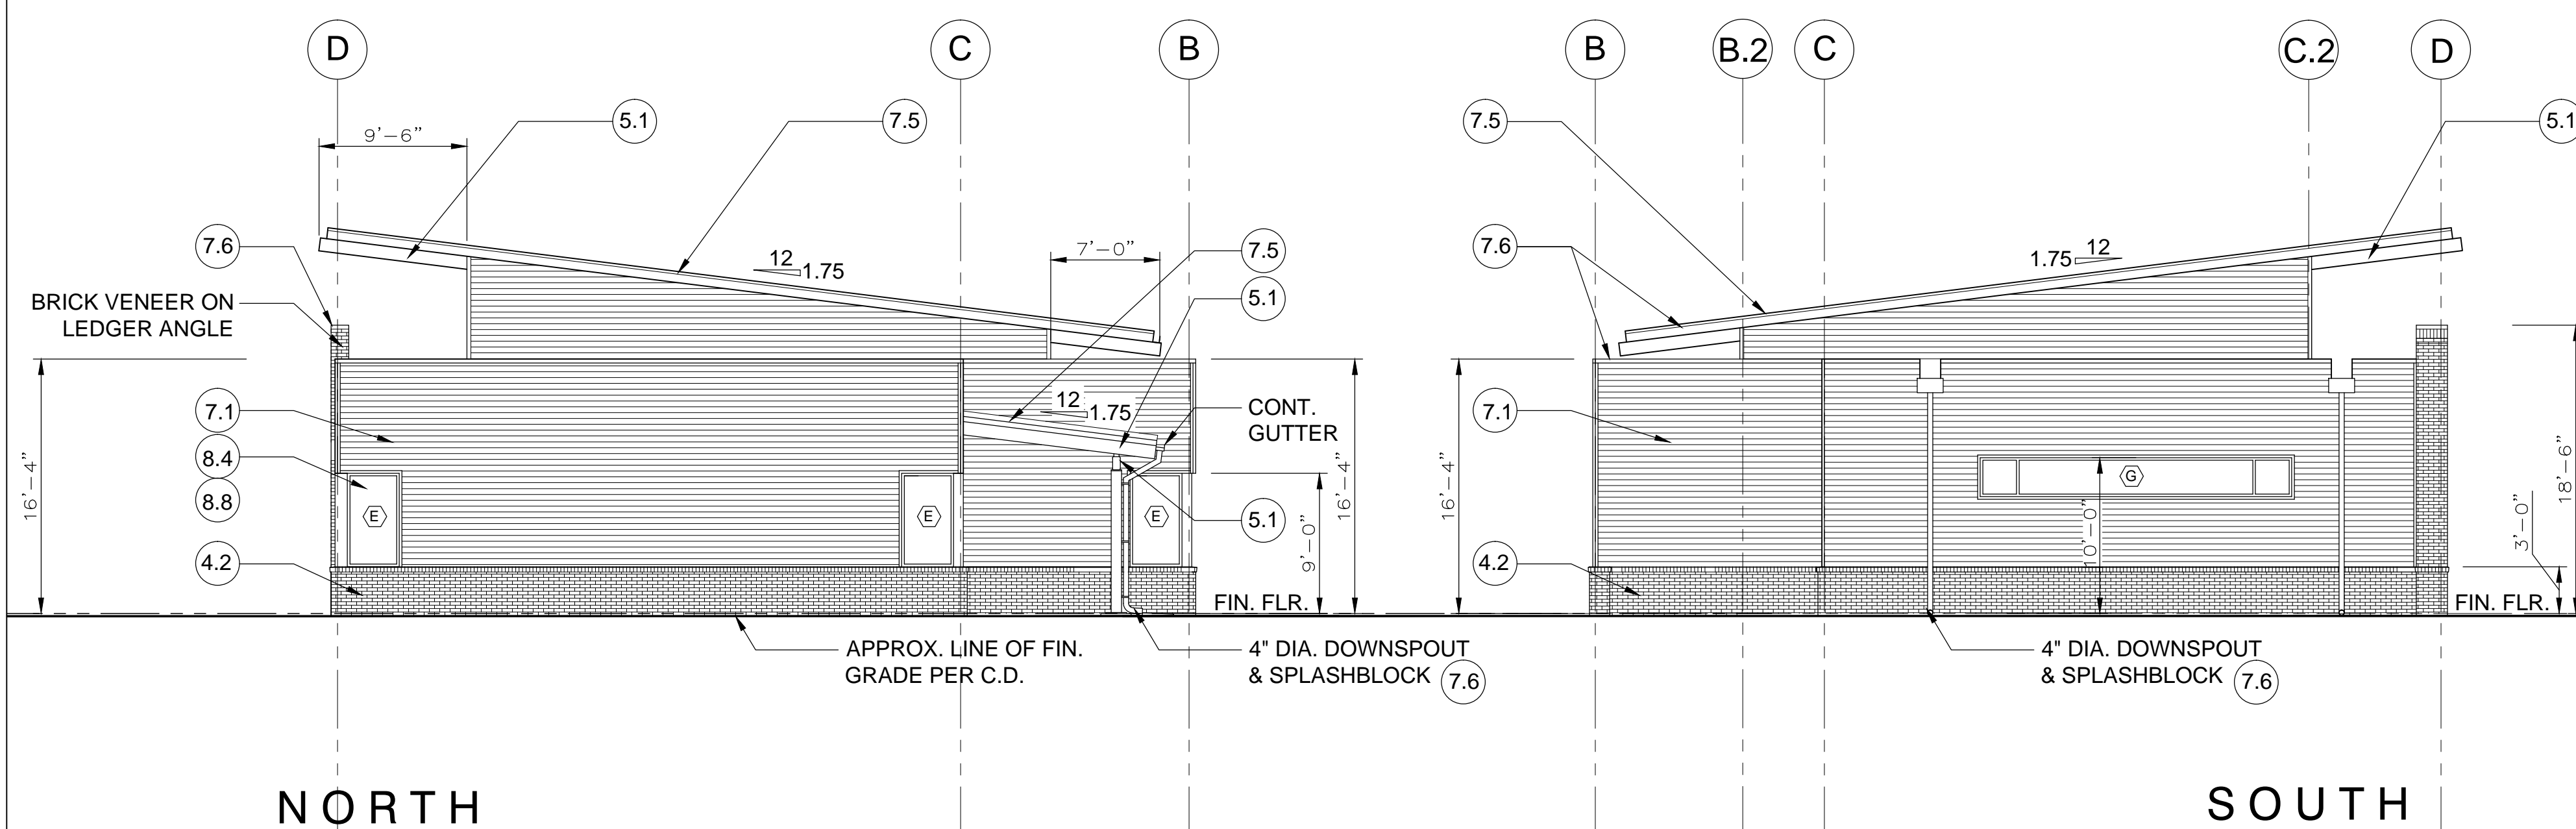 D
C
B
B
B.2
C
C.2
D
9'-6"
5.1
7.5
7.5
5.1
7.6
12
1.75
7'-0"
7.5
5.1
7.6
1.75
12
BRICK VENEER ON
LEDGER ANGLE
7.1
8.4
8.8
4.2
16'-4"
12
1.75
CONT.
GUTTER
5.1
E
E
E
9'-0"
16'-4"
FIN. FLR.
16'-4"
7.1
4.2
G
10'-0"
18'-6"
3'-0"
FIN. FLR.
APPROX. LINE OF FIN.
GRADE PER C.D.
4" DIA. DOWNSPOUT
& SPLASHBLOCK 7.6
4" DIA. DOWNSPOUT
& SPLASHBLOCK 7.6
NORTH
SOUTH